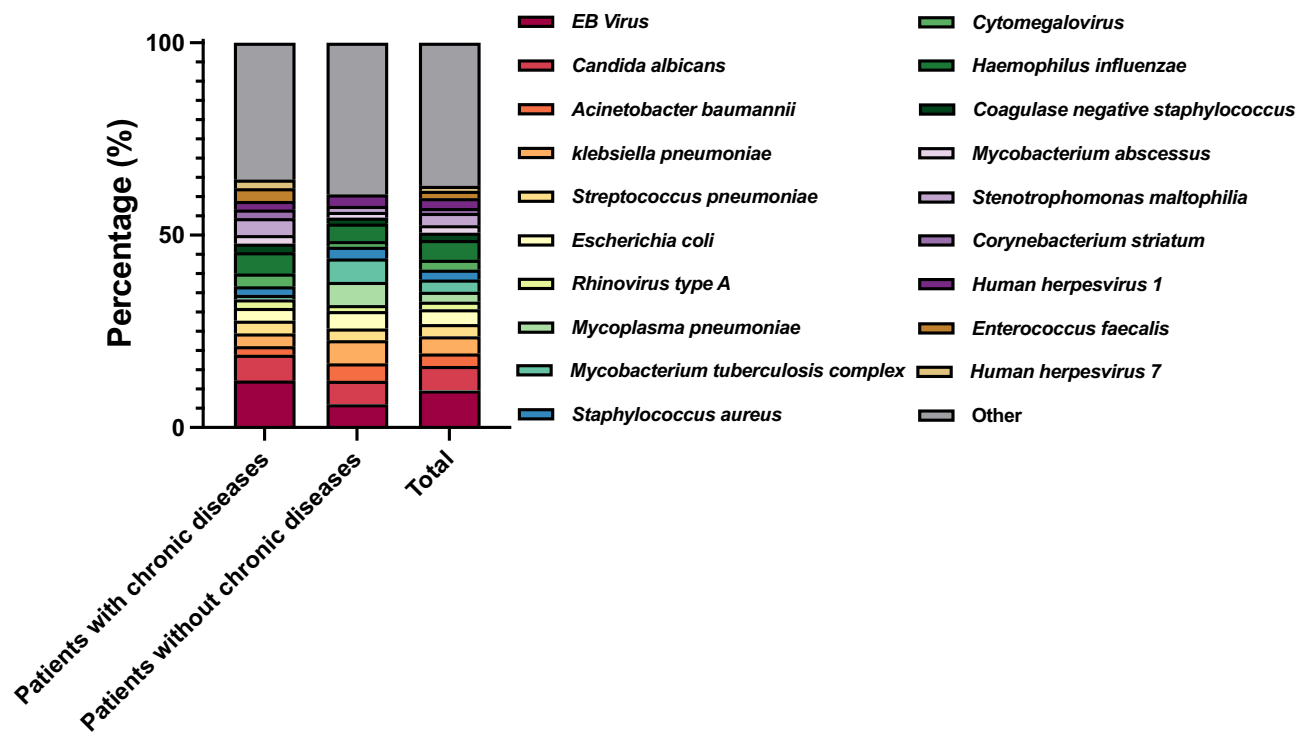 100
50
0
Percentage (%)
Patients with chronic diseases
Patients without chronic diseases
Total
EB Virus
Candida albicans
Acinetobacter baumannii
klebsiella pneumoniae
Streptococcus pneumoniae
Escherichia coli
Rhinovirus type A
Mycoplasma pneumoniae
Mycobacterium tuberculosis complex
Staphylococcus aureus
Cytomegalovirus
Haemophilus influenzae
Coagulase negative staphylococcus
Mycobacterium abscessus
Stenotrophomonas maltophilia
Corynebacterium striatum
Human herpesvirus 1
Enterococcus faecalis
Human herpesvirus 7
Other